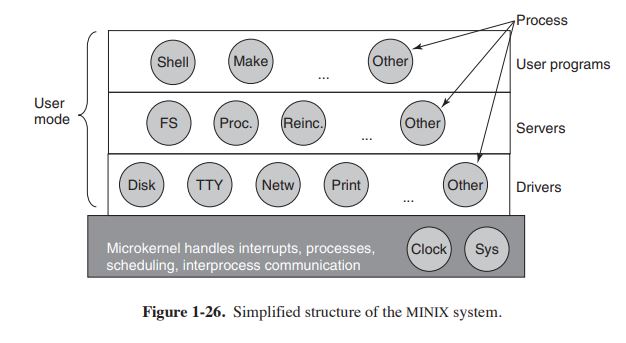 Process
Shell Make ... Other User programs
User
mode
FS Proc. Reinc. ... Other Servers
Disk TTY Netw Print ... Other Drivers
Microkernel handles interrupts, processes,
scheduling, interprocess communication
Clock Sys
Figure 1-26. Simplified structure of the MINIX system.